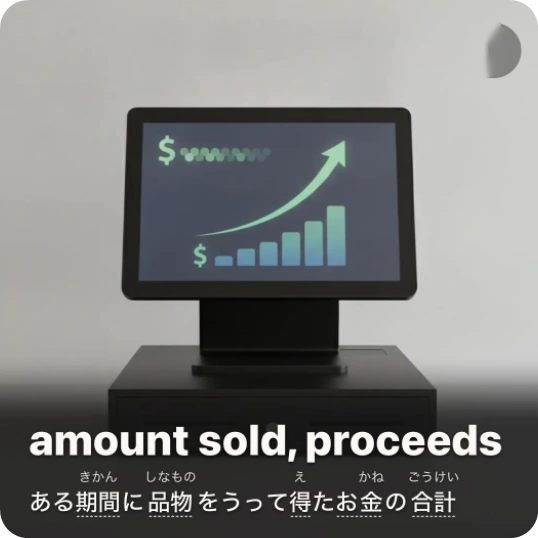 $
$
amount sold, proceeds
きかん しなもの え かね ごうけい
ある期間に品物をうって得たお金の合計